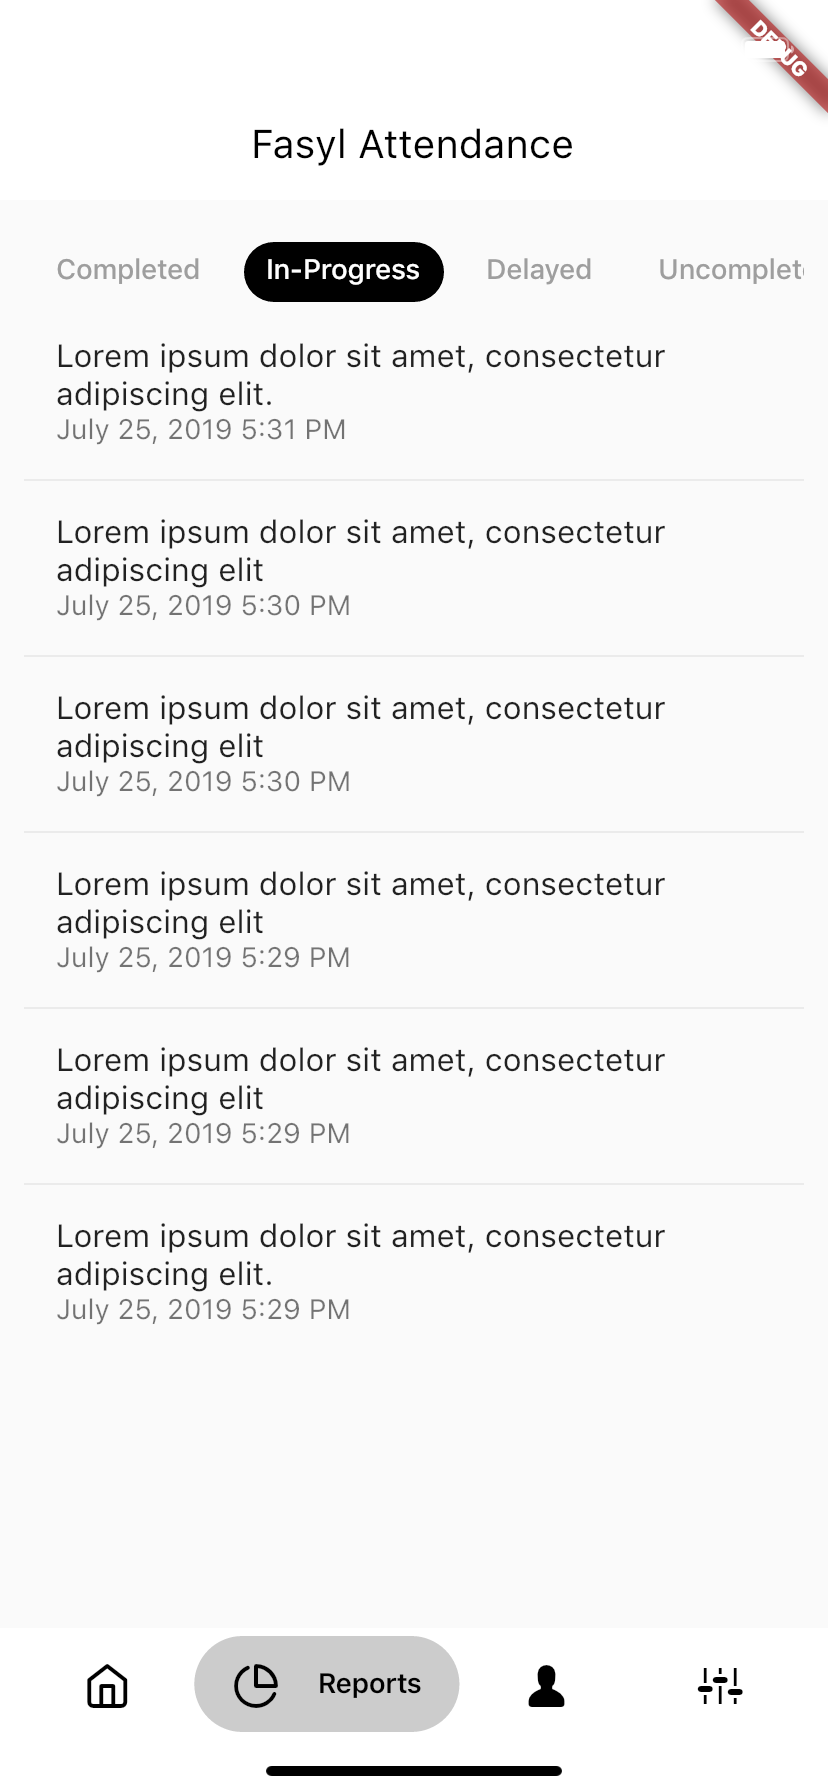 DEBUG
Fasyl Attendance
Completed In-Progress Delayed Uncomplet
Lorem ipsum dolor sit amet, consectetur
adipiscing elit.
July 25, 2019 5:31 PM
Lorem ipsum dolor sit amet, consectetur
adipiscing elit
July 25, 2019 5:30 PM
Lorem ipsum dolor sit amet, consectetur
adipiscing elit
July 25, 2019 5:30 PM
Lorem ipsum dolor sit amet, consectetur
adipiscing elit
July 25, 2019 5:29 PM
Lorem ipsum dolor sit amet, consectetur
adipiscing elit
July 25, 2019 5:29 PM
Lorem ipsum dolor sit amet, consectetur
adipiscing elit.
July 25, 2019 5:29 PM
Reports